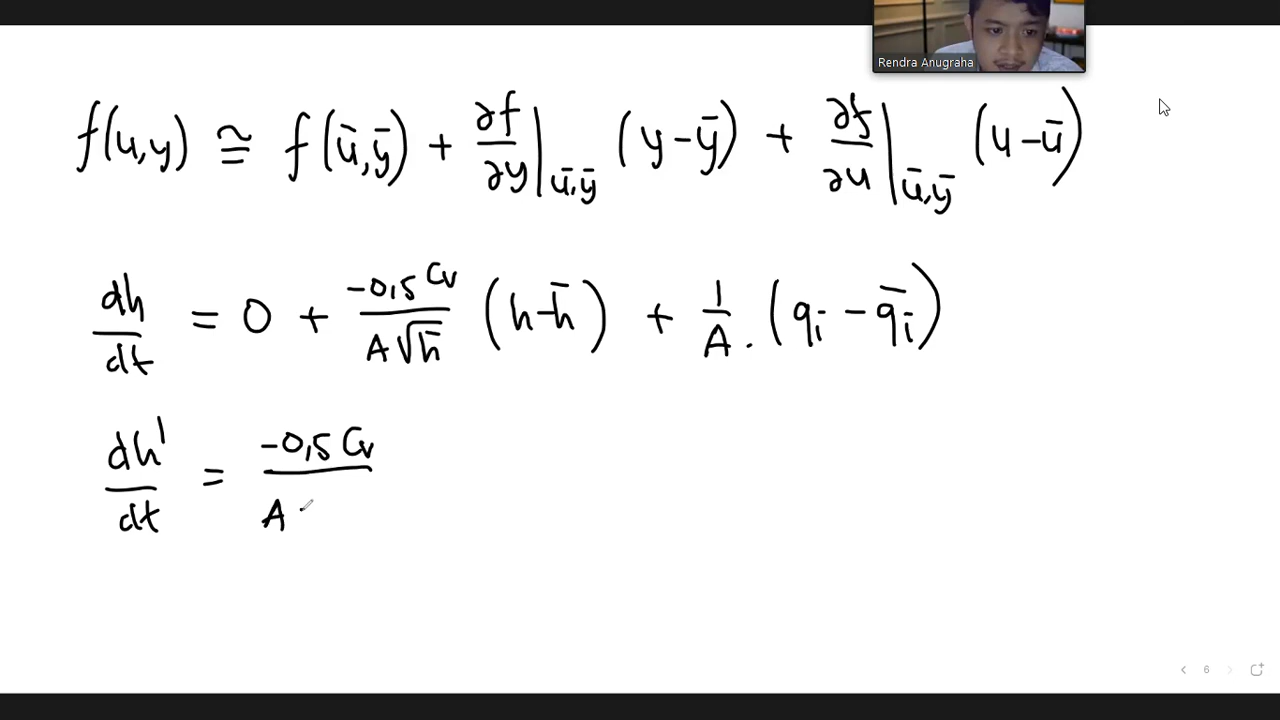 Rendra Anugraha
f(u,y) ≅ f(ū,ȳ) + ∂f/∂y |ū,ȳ (y-ȳ) + ∂f/∂u |ū,ȳ (u-ū)
dh/dt = 0 + -0,5 Cv/A√h̄ (h-h̄) + 1/A . (qi - q̄i)
dh'/dt = -0,5 Cv/A
6